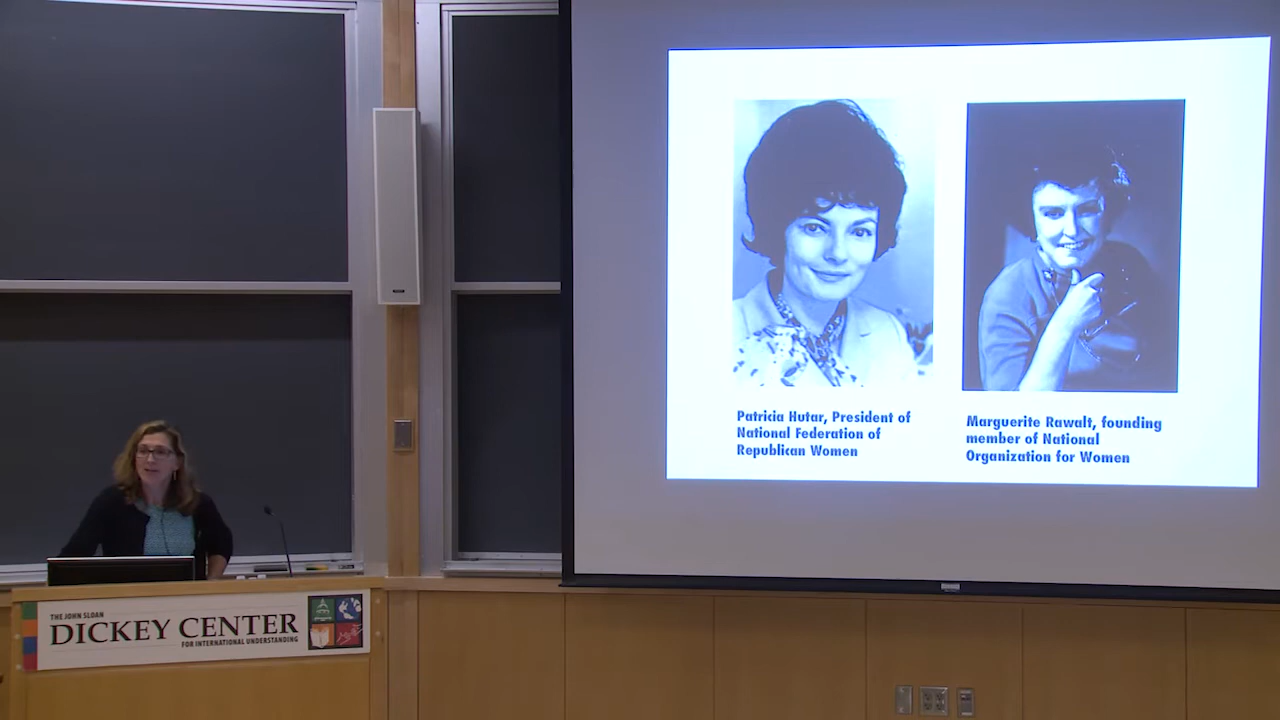 Patricia Hutar, President of
National Federation of
Republican Women
Marguerite Rawalt, founding
member of National
Organization for Women
THE JOHN SLOAN
DICKEY CENTER
FOR INTERNATIONAL UNDERSTANDING